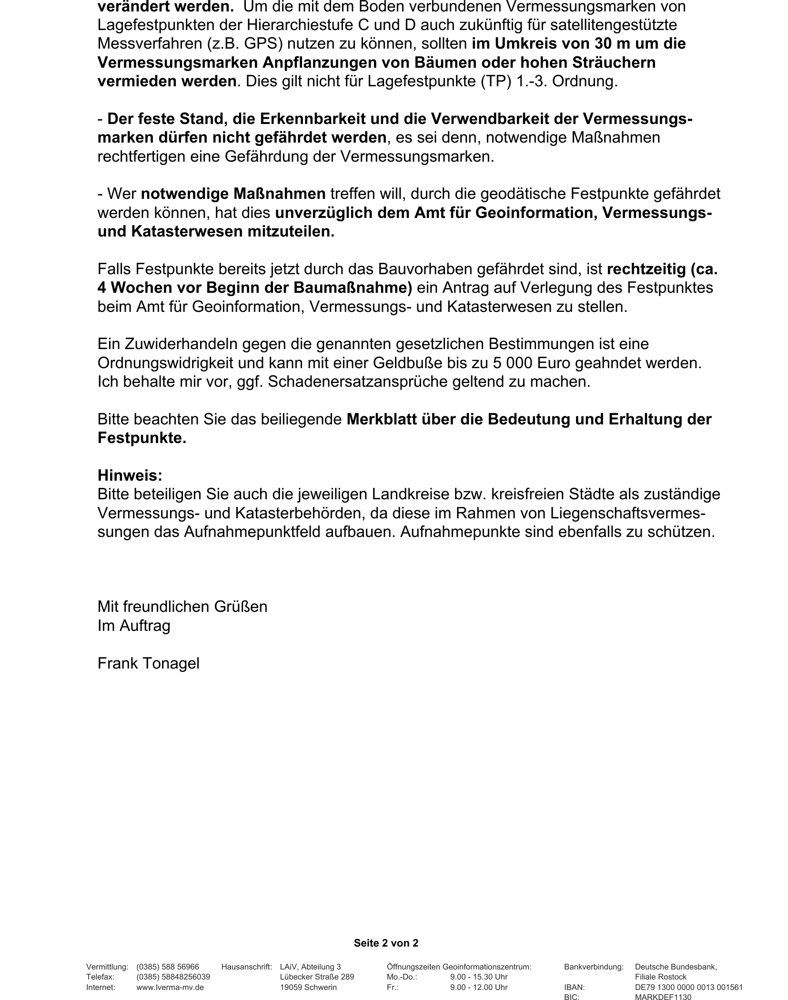 verändert werden. Um die mit dem Boden verbundenen Vermessungsmarken von
Lagefestpunkten der Hierarchiestufe C und D auch zukünftig für satellitengestützte
Messverfahren (z.B. GPS) nutzen zu können, sollten im Umkreis von 30 m um die
Vermessungsmarken Anpflanzungen von Bäumen oder hohen Sträuchern
vermieden werden. Dies gilt nicht für Lagefestpunkte (TP) 1.-3. Ordnung.
- Der feste Stand, die Erkennbarkeit und die Verwendbarkeit der Vermessungs-
marken dürfen nicht gefährdet werden, es sei denn, notwendige Maßnahmen
rechtfertigen eine Gefährdung der Vermessungsmarken.
- Wer notwendige Maßnahmen treffen will, durch die geodätische Festpunkte gefährdet
werden können, hat dies unverzüglich dem Amt für Geoinformation, Vermessungs-
und Katasterwesen mitzuteilen.
Falls Festpunkte bereits jetzt durch das Bauvorhaben gefährdet sind, ist rechtzeitig (ca.
4 Wochen vor Beginn der Baumaßnahme) ein Antrag auf Verlegung des Festpunktes
beim Amt für Geoinformation, Vermessungs- und Katasterwesen zu stellen.
Ein Zuwiderhandeln gegen die genannten gesetzlichen Bestimmungen ist eine
Ordnungswidrigkeit und kann mit einer Geldbuße bis zu 5 000 Euro geahndet werden.
Ich behalte mir vor, ggf. Schadenersatzansprüche geltend zu machen.
Bitte beachten Sie das beiliegende Merkblatt über die Bedeutung und Erhaltung der
Festpunkte.
Hinweis:
Bitte beteiligen Sie auch die jeweiligen Landkreise bzw. kreisfreien Städte als zuständige
Vermessungs- und Katasterbehörden, da diese im Rahmen von Liegenschaftsvermes-
sungen das Aufnahmepunktfeld aufbauen. Aufnahmepunkte sind ebenfalls zu schützen.
Mit freundlichen Grüßen
Im Auftrag
Frank Tonagel
Seite 2 von 2
Vermittlung: (0385) 588 56966 Hausanschrift: LAiV, Abteilung 3 Öffnungszeiten Geoinformationszentrum: Bankverbindung: Deutsche Bundesbank,
Telefax: (0385) 58848256039 Lübecker Straße 289 Mo.-Do.: 9.00 - 15.30 Uhr Filiale Rostock
Internet: www.lverma-mv.de 19059 Schwerin Fr.: 9.00 - 12.00 Uhr IBAN: DE79 1300 0000 0013 001561
BIC: MARKDEF1130